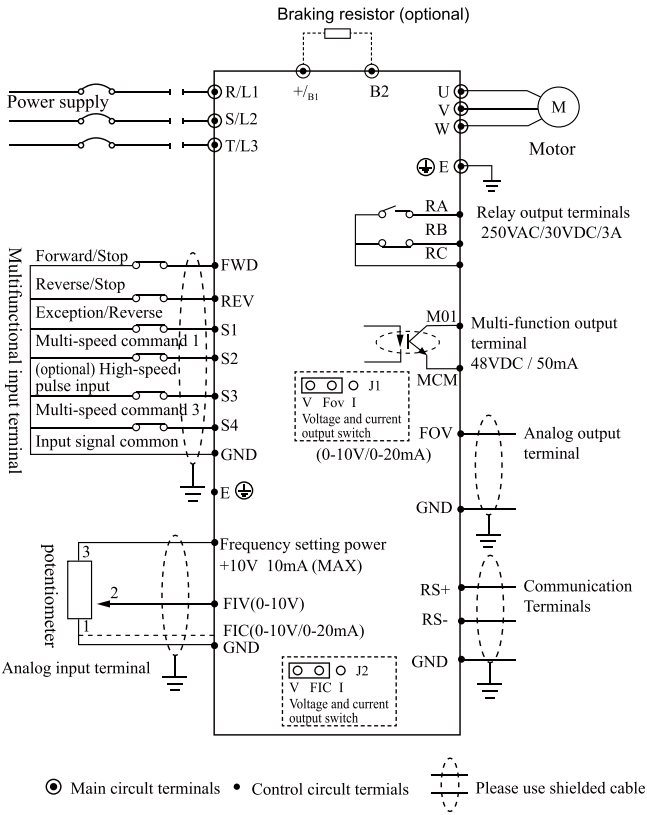 Braking resistor (optional)
+/B1 B2
Power supply
R/L1
S/L2
T/L3
U
V
W
M
Motor
E
RA
RB
RC
Relay output terminals
250VAC/30VDC/3A
Multifunctional input terminal
Forward/Stop
FWD
Reverse/Stop
REV
Exception/Reverse
S1
Multi-speed command 1
S2
(optional) High-speed
pulse input
S3
Multi-speed command 3
S4
Input signal common
GND
E
M01
MCM
Multi-function output
terminal
48VDC / 50mA
J1
V Fov I
Voltage and current
output switch
(0-10V/0-20mA)
FOV
GND
Analog output
terminal
potentiometer
3
2
1
Frequency setting power
+10V 10mA (MAX)
FIV(0-10V)
FIC(0-10V/0-20mA)
GND
Analog input terminal
RS+
RS-
GND
Communication
Terminals
J2
V FIC I
Voltage and current
output switch
Main circult terminals
Control circult termials
Please use shielded cable